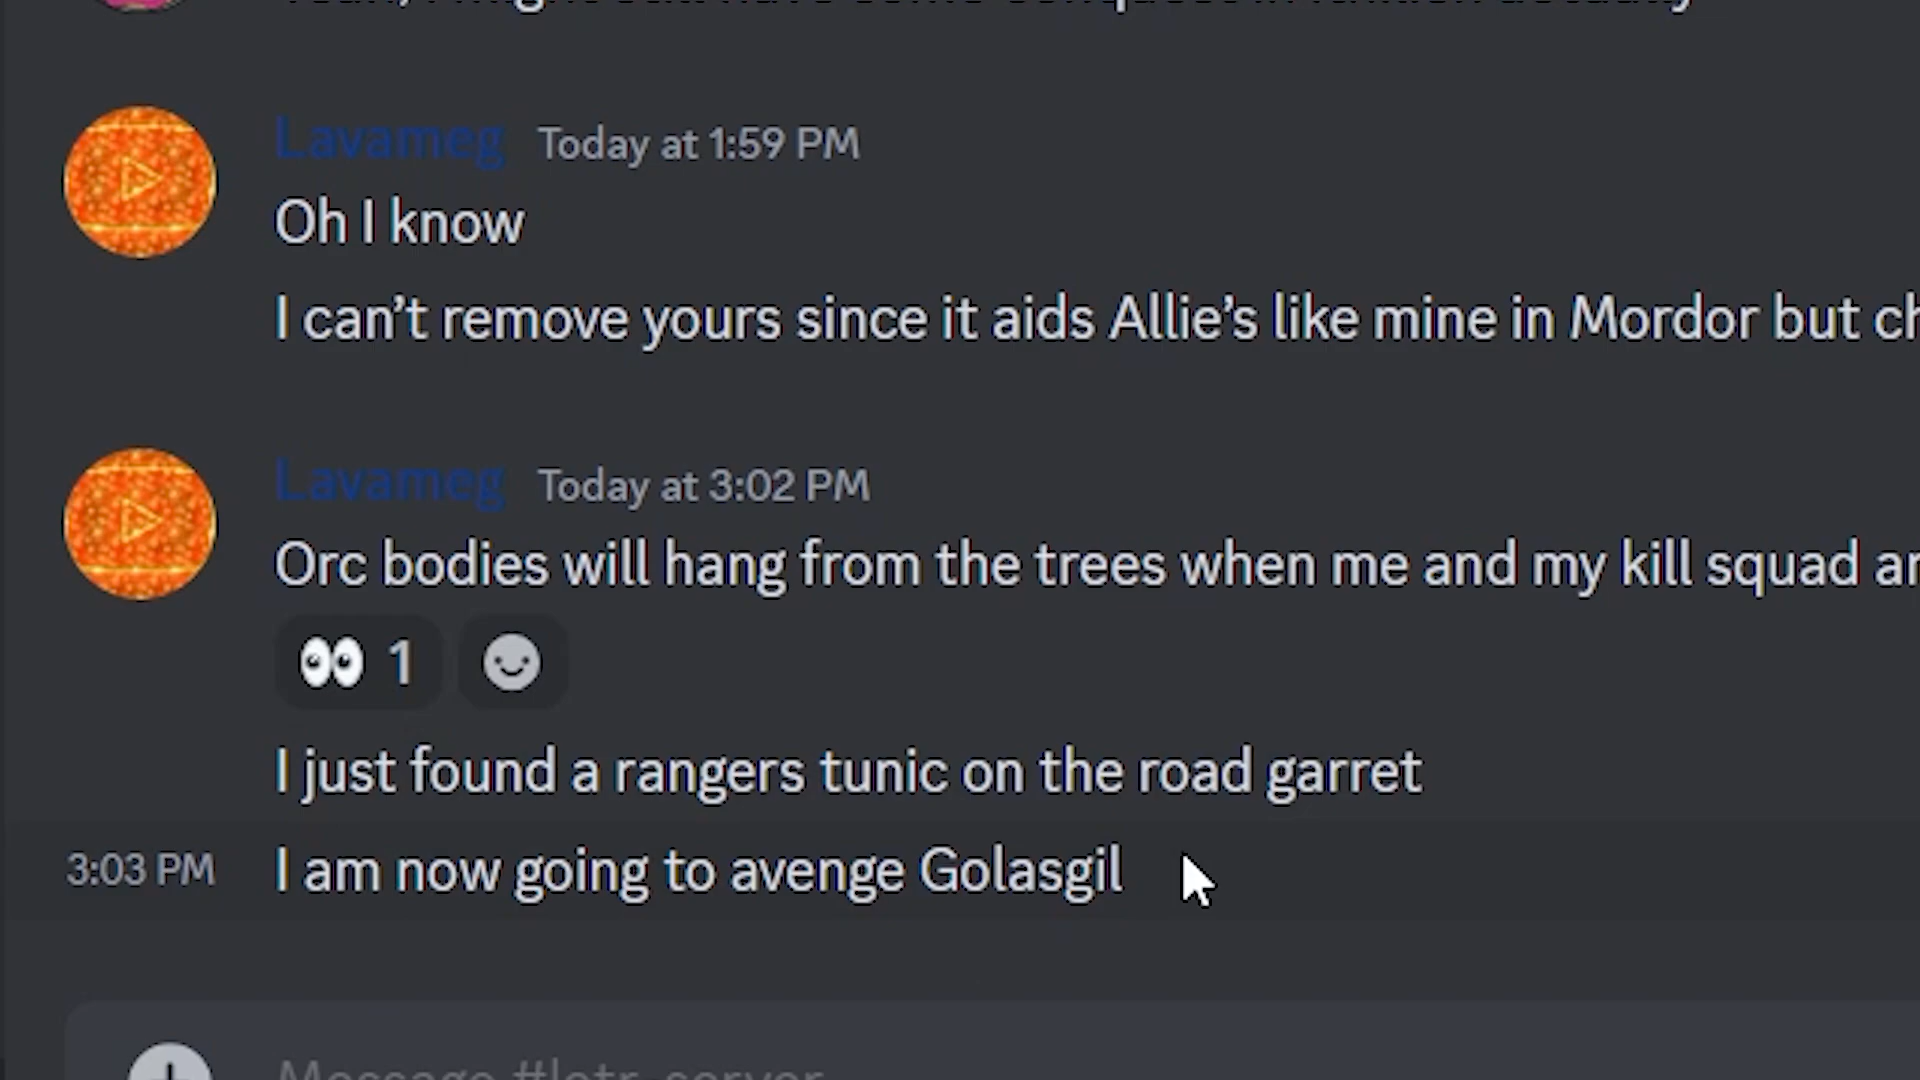 Lavameg Today at 1:59 PM
Oh I know
I can’t remove yours since it aids Allie’s like mine in Mordor but
Lavameg Today at 3:02 PM
Orc bodies will hang from the trees when me and my kill squad
👀 1
I just found a rangers tunic on the road garret
3:03 PM I am now going to avenge Golasgil
Message #lotr_server